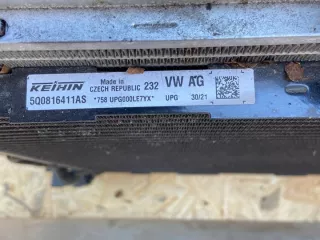 KEIHIN Made in CZECH REPUBLIC 232 VW AG
5Q0816411AS *758 UPG000LE7YX* UPG 30/21